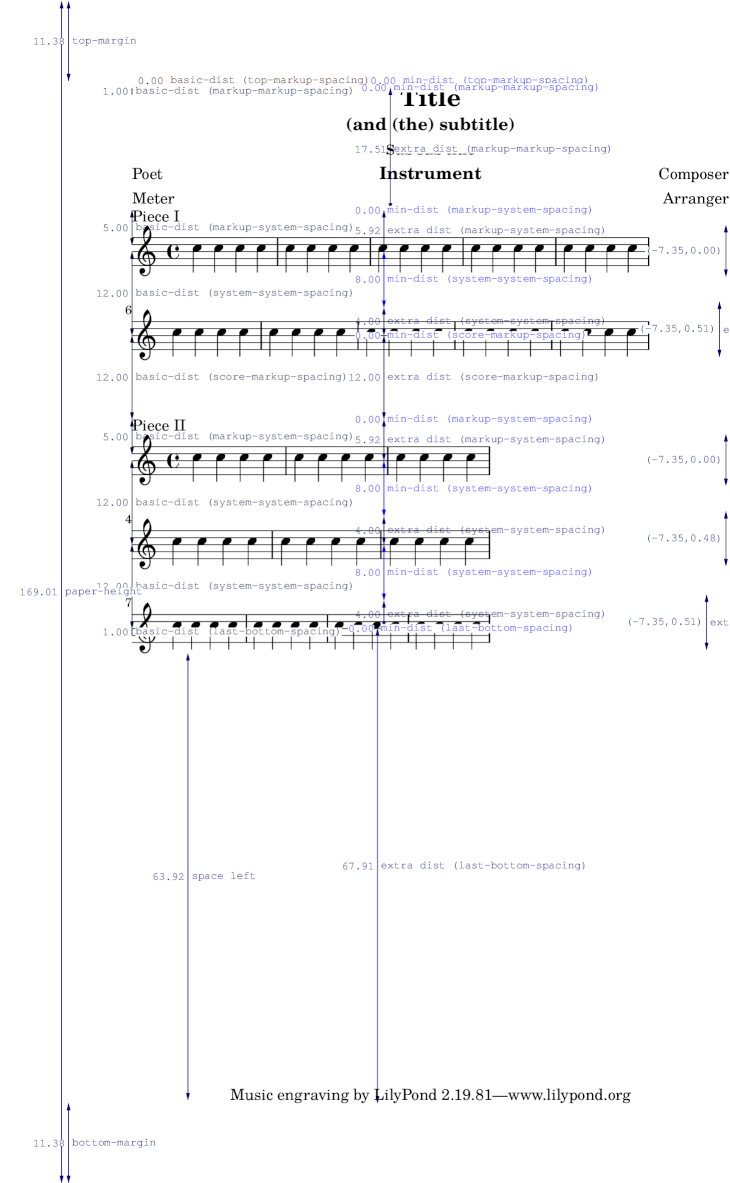 11.38 top-margin
0.00 basic-dist (top-markup-spacing) 0.00 min-dist (top-markup-spacing)
1.00 basic-dist (markup-markup-spacing) 0.00 min-dist (markup-markup-spacing)
Title
(and (the) subtitle)
17.51 extra dist (markup-markup-spacing)
Poet Instrument Composer
Meter Arranger
0.00 min-dist (markup-system-spacing)
Piece I
5.00 basic-dist (markup-system-spacing) 5.92 extra dist (markup-system-spacing)
(-7.35,0.00)
8.00 min-dist (system-system-spacing)
12.00 basic-dist (system-system-spacing)
6
4.00 extra dist (system-system-spacing)
(-7.35,0.51) e
0.00 min-dist (score-markup-spacing)
12.00 basic-dist (score-markup-spacing) 12.00 extra dist (score-markup-spacing)
0.00 min-dist (markup-system-spacing)
Piece II
5.00 basic-dist (markup-system-spacing) 5.92 extra dist (markup-system-spacing)
(-7.35,0.00)
8.00 min-dist (system-system-spacing)
12.00 basic-dist (system-system-spacing)
4
4.00 extra dist (system-system-spacing)
(-7.35,0.48)
8.00 min-dist (system-system-spacing)
12.00 basic-dist (system-system-spacing)
169.01 paper-height
7
4.00 extra dist (system-system-spacing)
(-7.35,0.51) ext
1.00 basic-dist (last-bottom-spacing) 0.00 min-dist (last-bottom-spacing)
67.91 extra dist (last-bottom-spacing)
63.92 space left
Music engraving by LilyPond 2.19.81—www.lilypond.org
11.38 bottom-margin